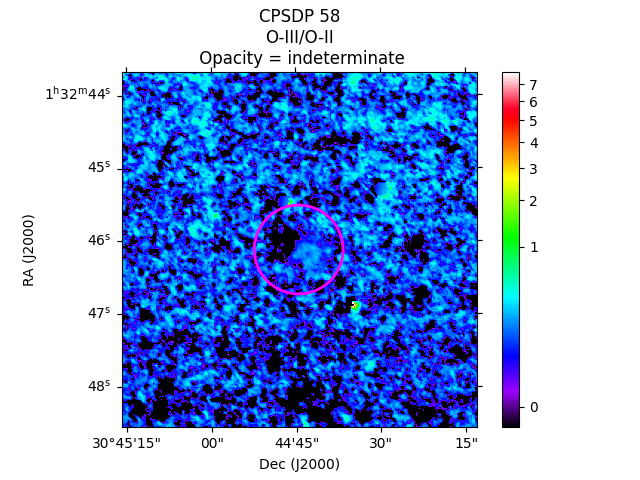 CPSDP 58
O-III/O-II
Opacity = indeterminate
1ʰ32ᵐ44ˢ
45ˢ
46ˢ
47ˢ
48ˢ
RA (J2000)
30°45'15" 00" 44'45" 30" 15"
Dec (J2000)
7
6
5
4
3
2
1
0